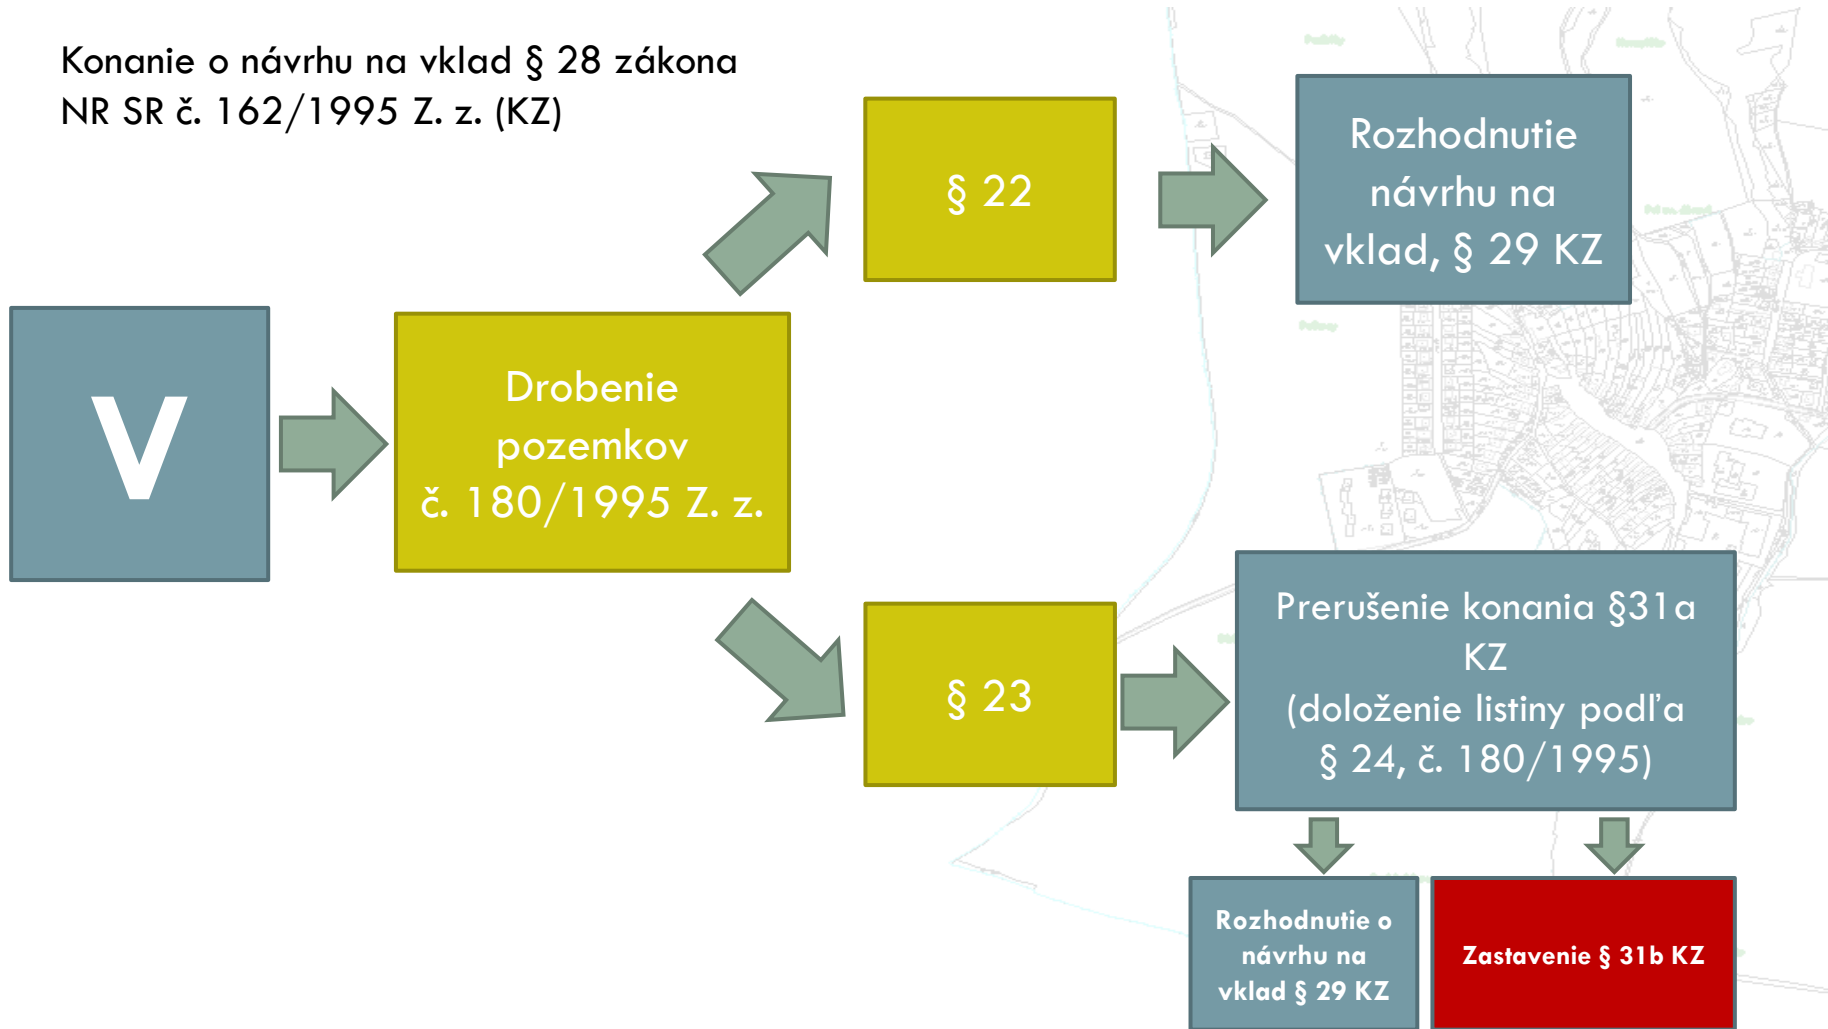 Konanie o návrhu na vklad § 28 zákona
NR SR č. 162/1995 Z. z. (KZ)
V
Drobenie
pozemkov
č. 180/1995 Z. z.
§ 22
Rozhodnutie
návrhu na
vklad, § 29 KZ
§ 23
Prerušenie konania §31a
KZ
(doloženie listiny podľa
§ 24, č. 180/1995)
Rozhodnutie o
návrhu na
vklad § 29 KZ
Zastavenie § 31b KZ